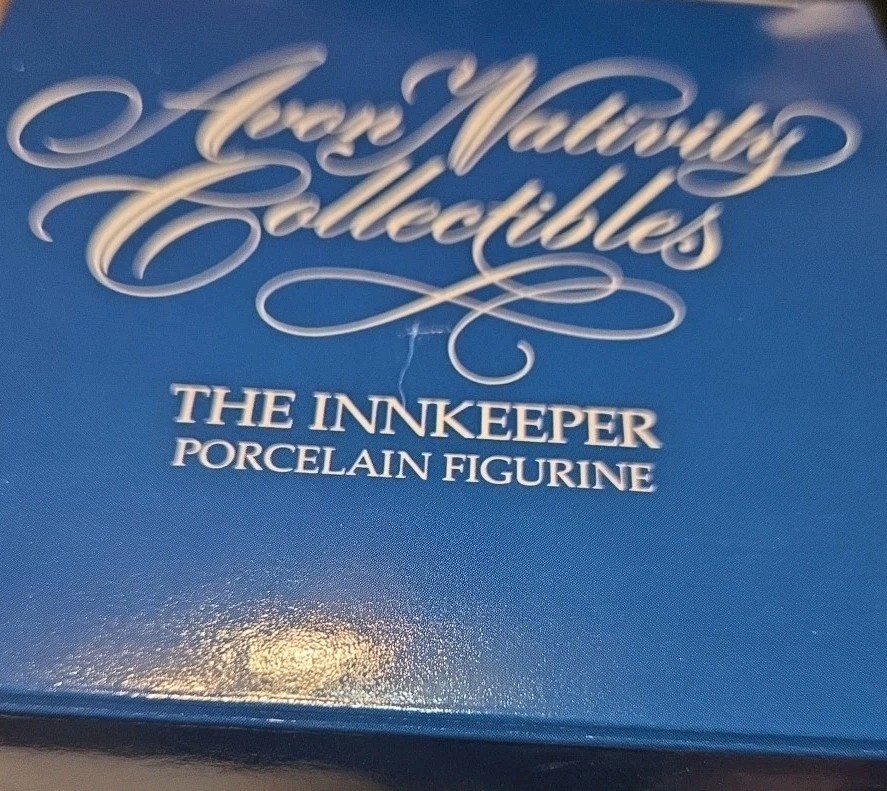 Avon Nativity
Collectibles
THE INNKEEPER
PORCELAIN FIGURINE